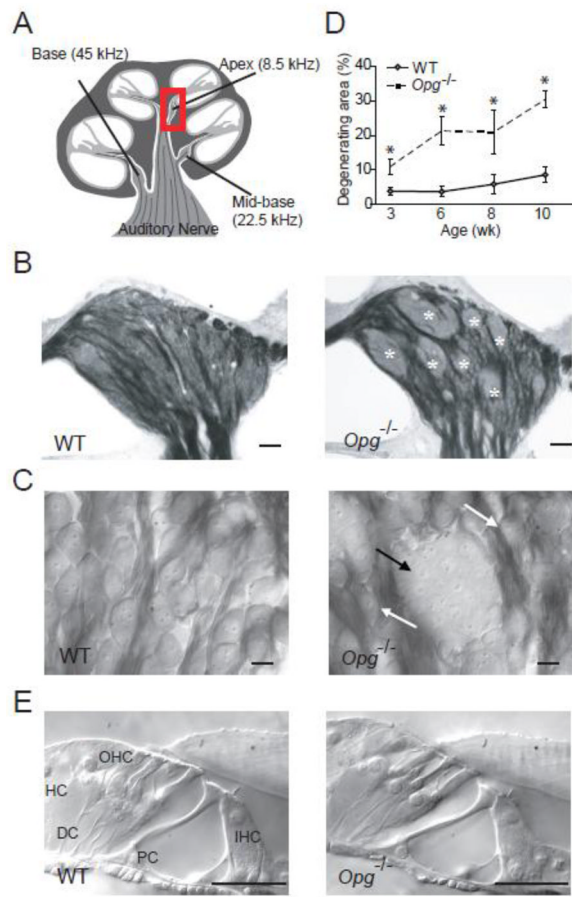 A
Base (45 kHz)
Apex (8.5 kHz)
Mid-base
(22.5 kHz)
Auditory Nerve
D
Degenerating area (%)
WT
Opg-/-
40
30
20
10
0
* * * *
3 6 8 10
Age (wk)
B
WT
* * * * * * *
Opg-/-
C
WT
Opg-/-
E
OHC
HC
DC
PC
IHC
WT
Opg-/-